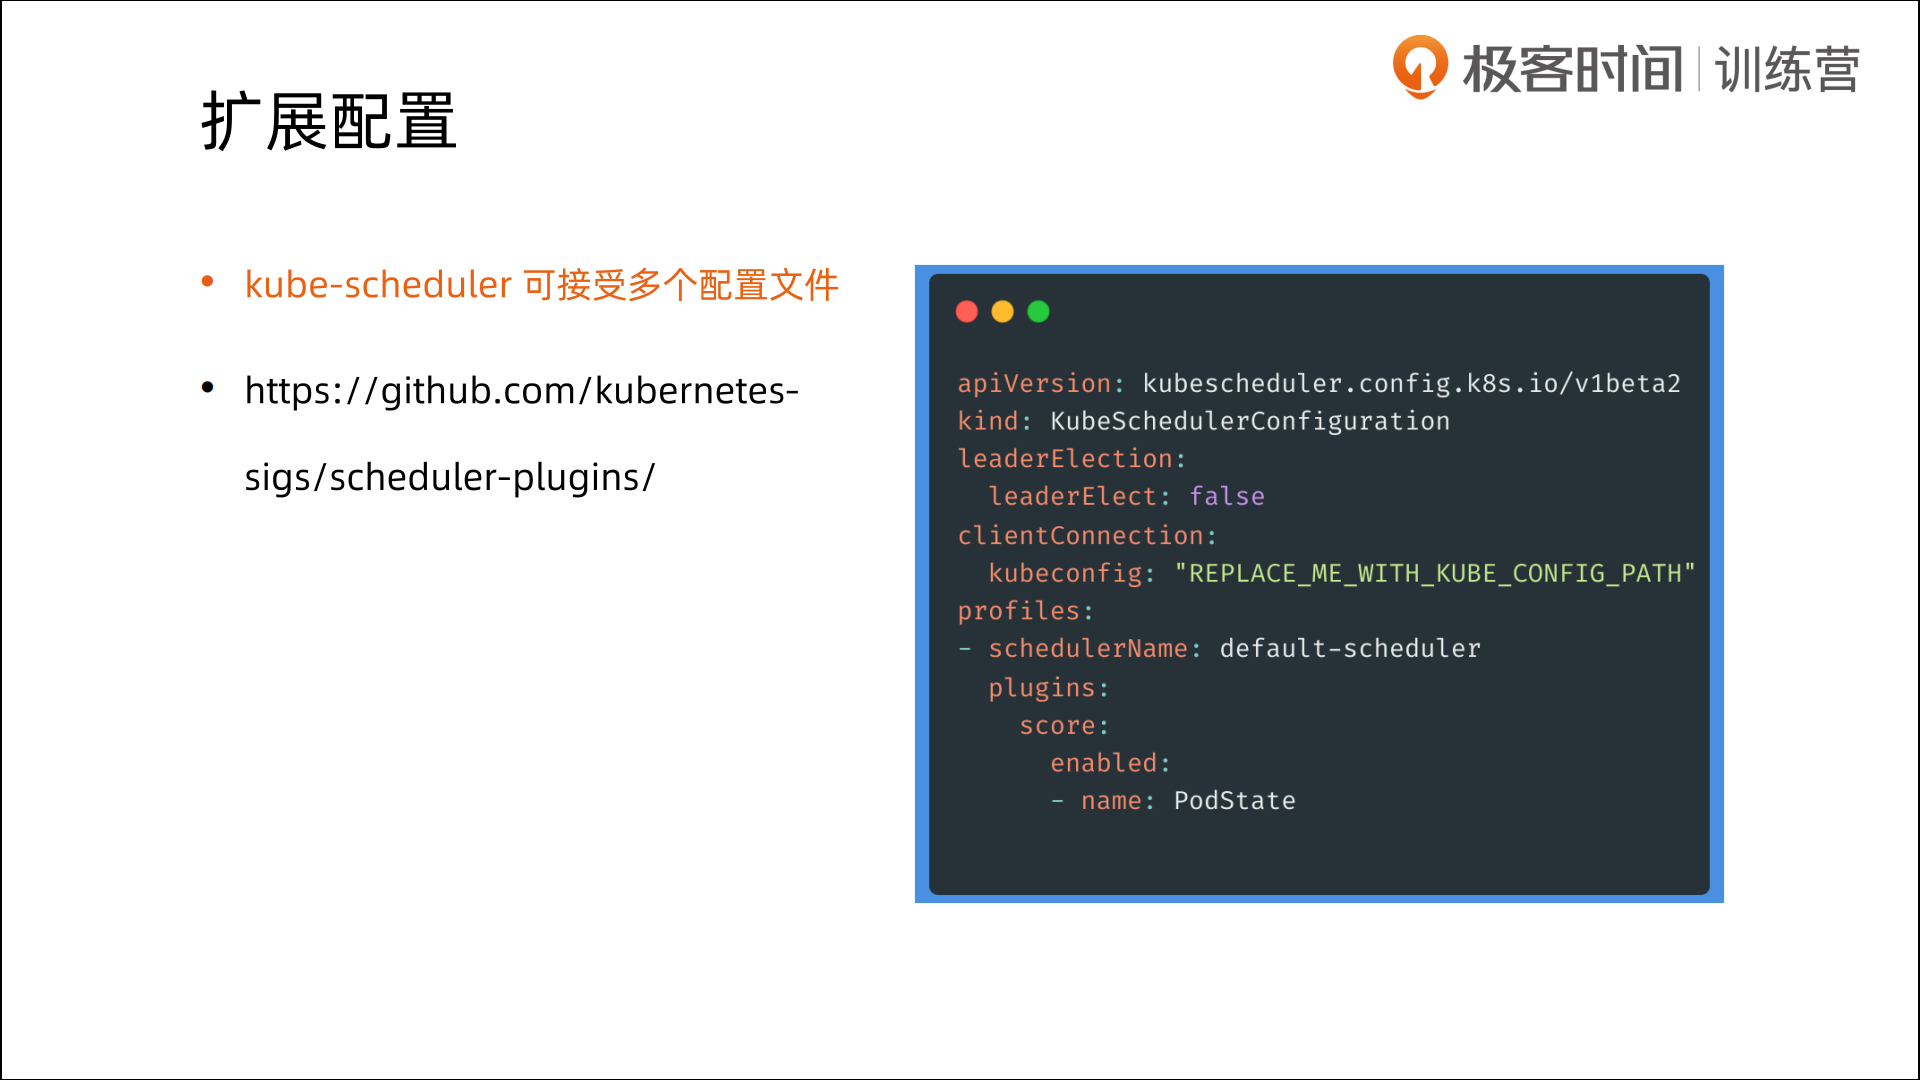 极客时间 | 训练营
扩展配置
• kube-scheduler 可接受多个配置文件
• https://github.com/kubernetes-
sigs/scheduler-plugins/
apiVersion: kubescheduler.config.k8s.io/v1beta2
kind: KubeSchedulerConfiguration
leaderElection:
  leaderElect: false
clientConnection:
  kubeconfig: "REPLACE_ME_WITH_KUBE_CONFIG_PATH"
profiles:
- schedulerName: default-scheduler
  plugins:
    score:
      enabled:
      - name: PodState